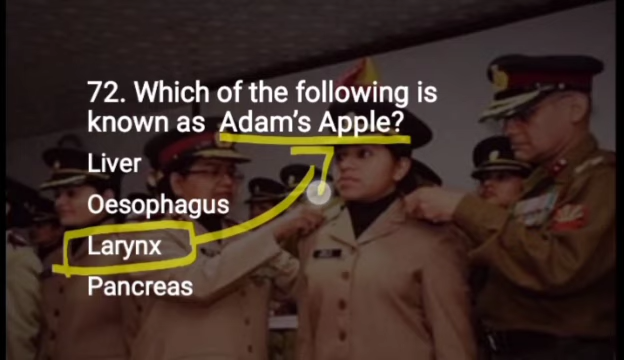 72. Which of the following is
known as Adam's Apple?
Liver
Oesophagus
Larynx
Pancreas